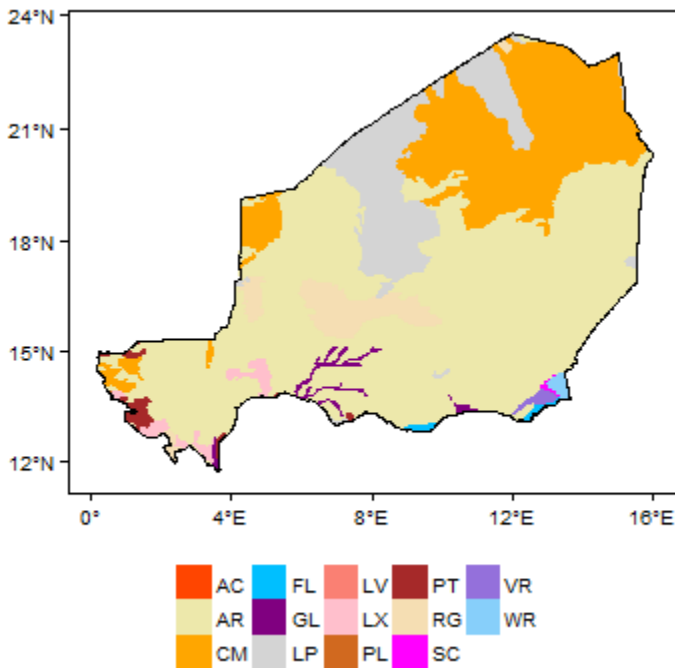 24°N
21°N
18°N
15°N
12°N
0° 4°E 8°E 12°E 16°E
AC FL LV PT VR
AR GL LX RG WR
CM LP PL SC